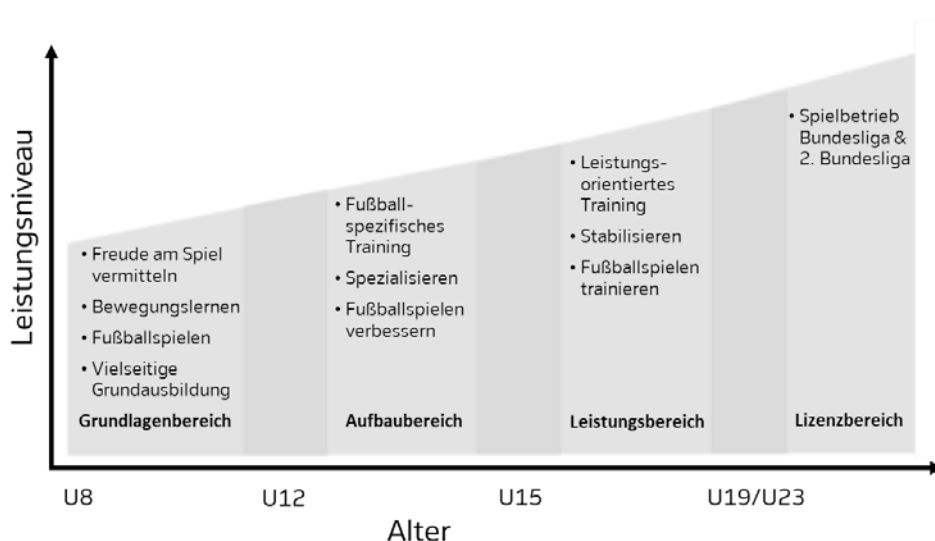 Leistungsniveau
• Freude am Spiel
vermitteln
• Bewegungslernen
• Fußballspielen
• Vielseitige
Grundausbildung
Grundlagenbereich
• Fußball-
spezifisches
Training
• Spezialisieren
• Fußballspielen
verbessern
Aufbaubereich
• Leistungs-
orientiertes
Training
• Stabilisieren
• Fußballspielen
trainieren
Leistungsbereich
• Spielbetrieb
Bundesliga &
2. Bundesliga
Lizenzbereich
U8 U12 U15 U19/U23
Alter